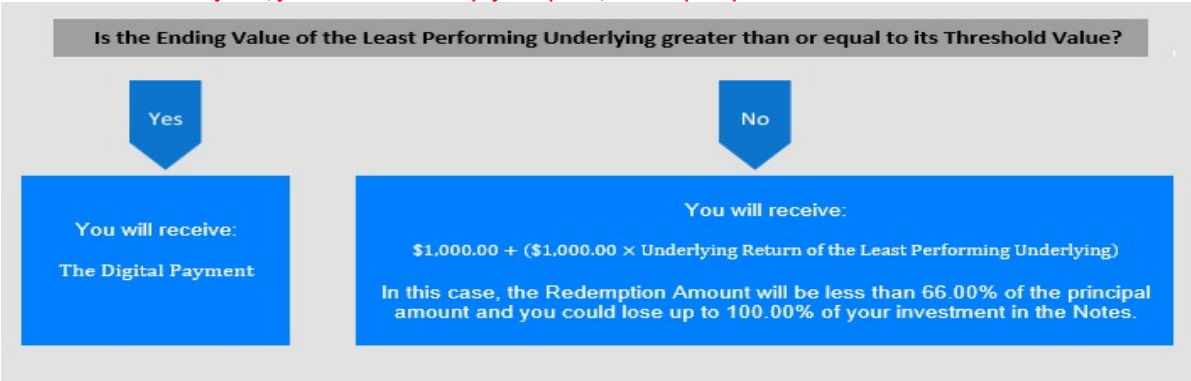 Is the Ending Value of the Least Performing Underlying greater than or equal to its Threshold Value?
Yes
No
You will receive:
The Digital Payment
You will receive:
$1,000.00 + ($1,000.00 × Underlying Return of the Least Performing Underlying)
In this case, the Redemption Amount will be less than 66.00% of the principal
amount and you could lose up to 100.00% of your investment in the Notes.